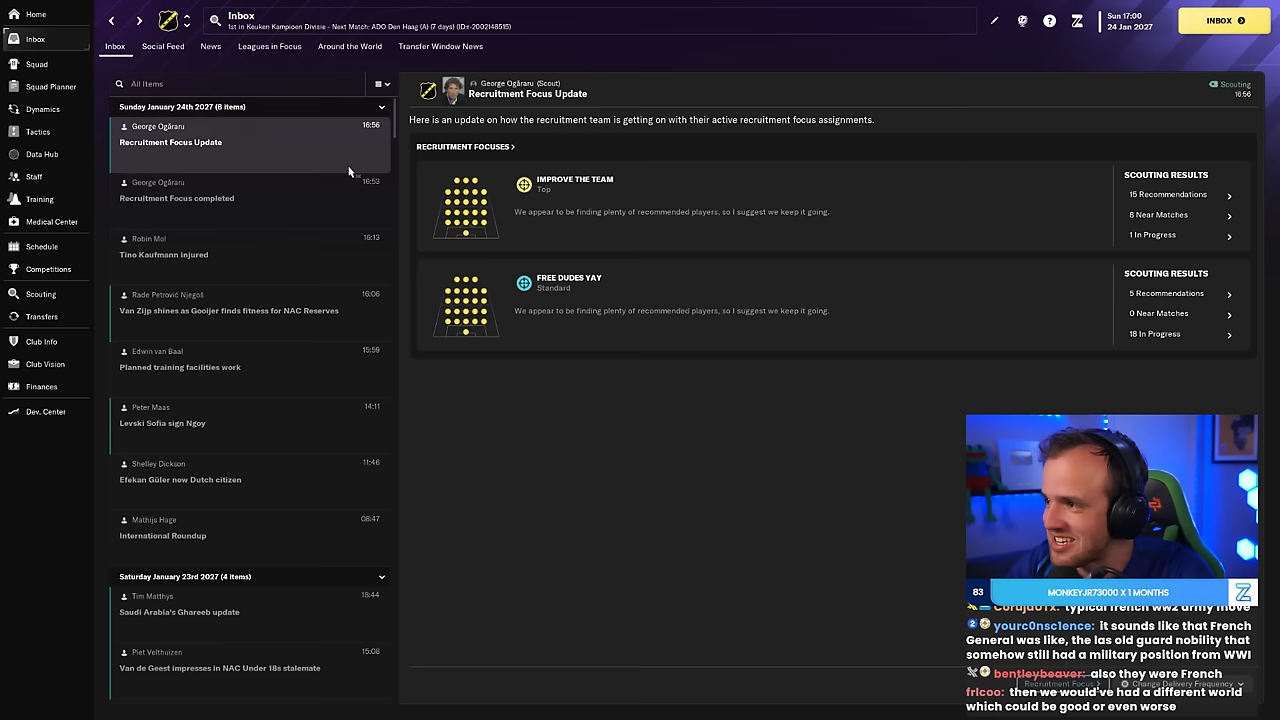 Home
Inbox
Squad
Squad Planner
Dynamics
Tactics
Data Hub
Staff
Training
Medical Center
Schedule
Competitions
Scouting
Transfers
Club Info
Club Vision
Finances
Dev. Center
Inbox
1st in Keuken Kampioen Divisie - Next Match: ADO Den Haag (A) (7 days) (IDz-2002148515)
Sun 17:00
24 Jan 2027
INBOX
Inbox
Social Feed
News
Leagues in Focus
Around the World
Transfer Window News
All Items
Sunday January 24th 2027 (8 items)
George Ogăraru 16:56
Recruitment Focus Update
George Ogăraru 16:53
Recruitment Focus completed
Robin Mol 16:13
Tino Kaufmann injured
Rade Petrović Njegoš 16:06
Van Zijp shines as Gooijer finds fitness for NAC Reserves
Edwin van Baal 15:59
Planned training facilities work
Peter Maas 14:11
Levski Sofia sign Ngoy
Shelley Dickson 11:46
Efekan Güler now Dutch citizen
Mathijs Hage 08:47
International Roundup
Saturday January 23rd 2027 (4 items)
Tim Matthys 18:44
Saudi Arabia's Ghareeb update
Piet Velthuizen 15:08
Van de Geest impresses in NAC Under 18s stalemate
George Ogăraru (Scout)
Recruitment Focus Update
Scouting
16:56
Here is an update on how the recruitment team is getting on with their active recruitment focus assignments.
RECRUITMENT FOCUSES >
IMPROVE THE TEAM
Top
We appear to be finding plenty of recommended players, so I suggest we keep it going.
SCOUTING RESULTS
15 Recommendations
8 Near Matches
1 In Progress
FREE DUDES YAY
Standard
We appear to be finding plenty of recommended players, so I suggest we keep it going.
SCOUTING RESULTS
5 Recommendations
0 Near Matches
18 In Progress
83 MONKEYJR73000 X 1 MONTHS Z
typical french ww2 army move
yourc0nsc1ence: it sounds like that French
General was like, the las old guard nobility that
somehow still had a military position from WWI
bentleybeaver: also they were French
Recruitment Focus >
Change Delivery Frequency
frlcoo: then we would've had a different world
which could be good or even worse